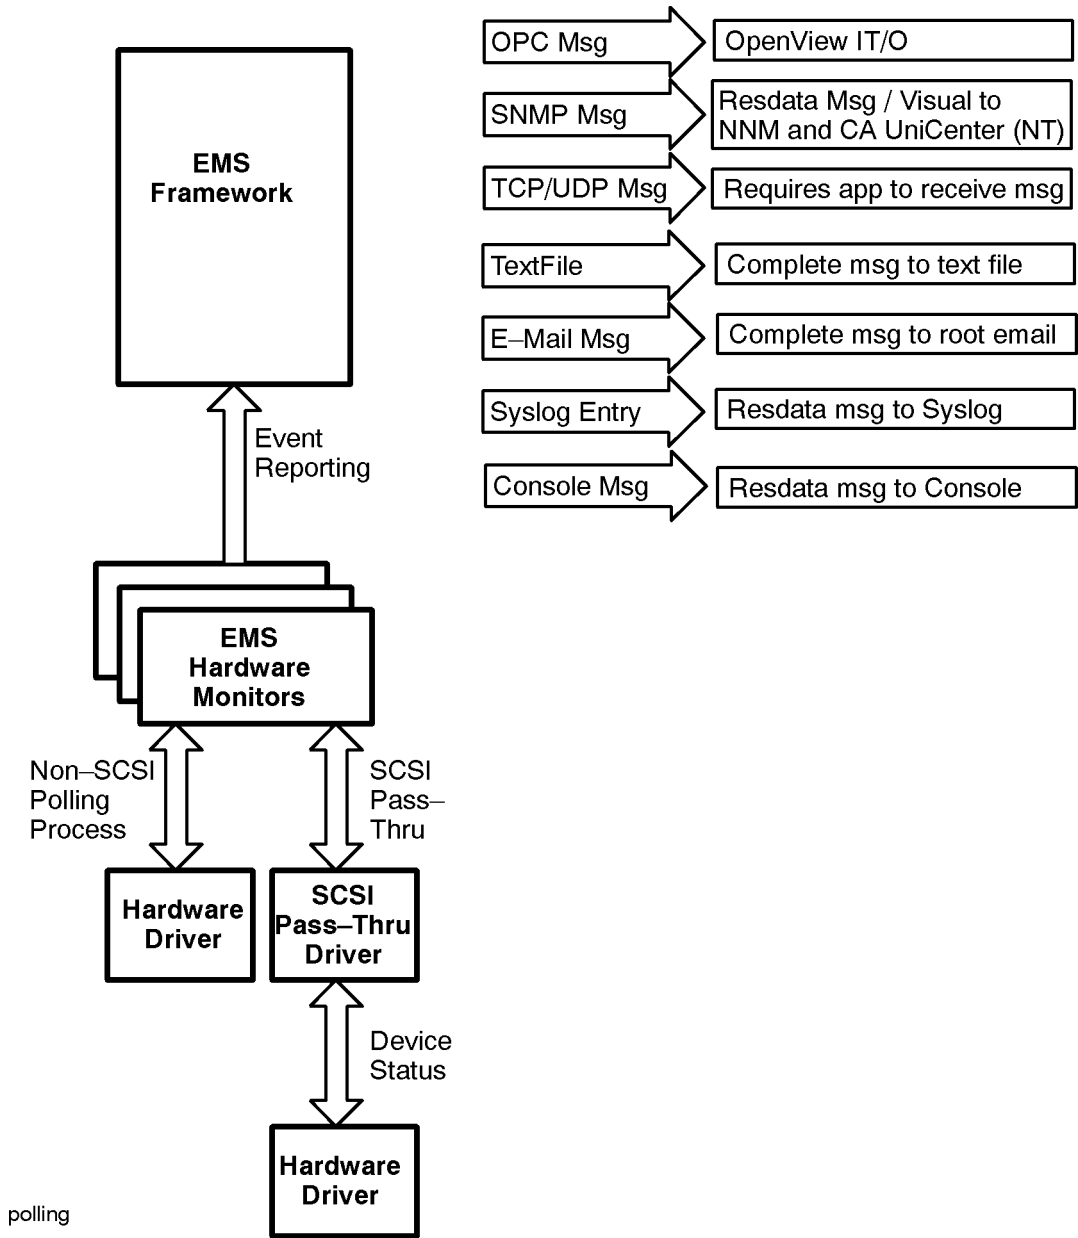 OPC Msg
OpenView IT/O
SNMP Msg
Resdata Msg / Visual to
NNM and CA UniCenter (NT)
TCP/UDP Msg
Requires app to receive msg
TextFile
Complete msg to text file
E–Mail Msg
Complete msg to root email
Syslog Entry
Resdata msg to Syslog
Console Msg
Resdata msg to Console
EMS
Framework
Event
Reporting
EMS
Hardware
Monitors
Non–SCSI
Polling
Process
SCSI
Pass–
Thru
Hardware
Driver
SCSI
Pass–Thru
Driver
Device
Status
Hardware
Driver
polling